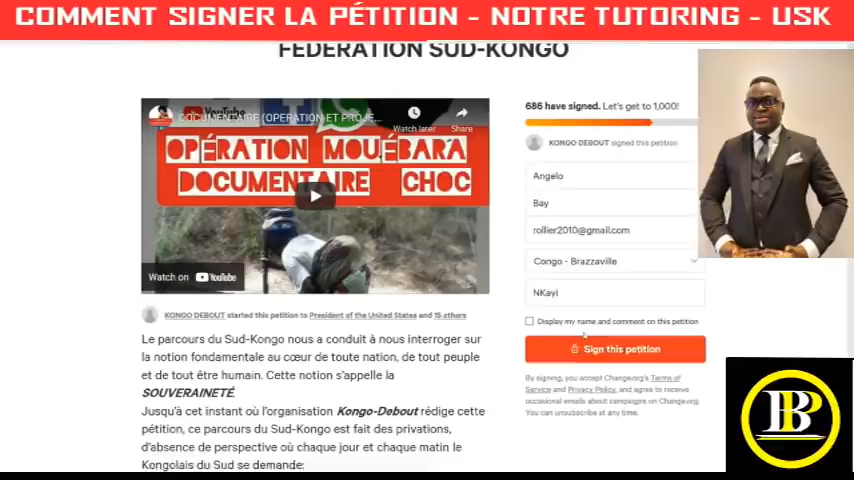 COMMENT SIGNER LA PÉTITION - NOTRE TUTORING - USK
FÉDÉRATION SUD-KONGO
YouTube
DOCUMENTAIRE (OPERATION ET PROJE...
Watch later
Share
OPÉRATION MOUÉBARA
DOCUMENTAIRE CHOC
Watch on YouTube
KONGO DEBOUT started this petition to President of the United States and 15 others
Le parcours du Sud-Kongo nous a conduit à nous interroger sur
la notion fondamentale au cœur de toute nation, de tout peuple
et de tout être humain. Cette notion s'appelle la
SOUVERAINETÉ.
Jusqu'à cet instant où l'organisation Kongo-Debout rédige cette
pétition, ce parcours du Sud-Kongo est fait des privations,
d'absence de perspective où chaque jour et chaque matin le
Kongolais du Sud se demande:
686 have signed. Let's get to 1,000!
KONGO DEBOUT signed this petition
Angelo
Bay
rollier2010@gmail.com
Congo - Brazzaville
NKayi
Display my name and comment on this petition
Sign this petition
By signing, you accept Change.org's Terms of
Service and Privacy Policy, and agree to receive
occasional emails about campaigns on Change.org.
You can unsubscribe at any time.
BP